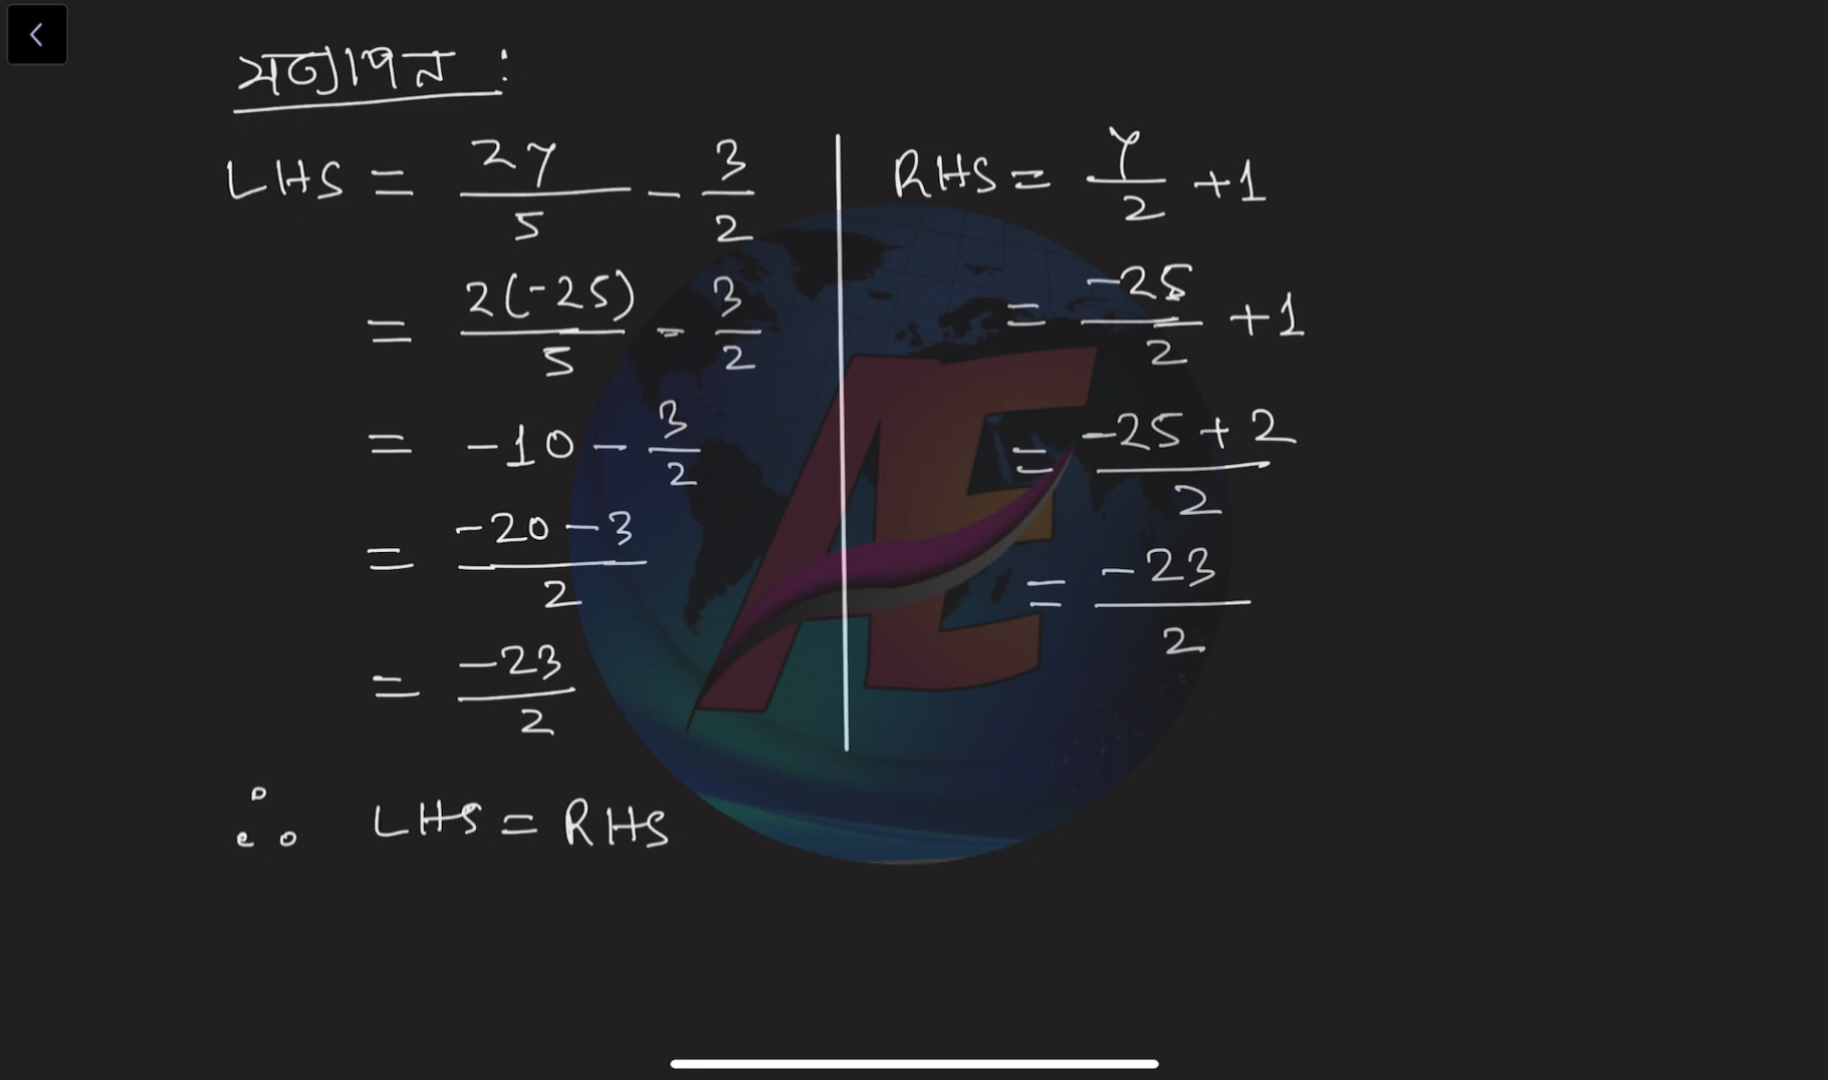 সত্যাপন :
LHS = 2y/5 - 3/2
= 2(-25)/5 - 3/2
= -10 - 3/2
= -20-3/2
= -23/2
RHS = y/2 + 1
= -25/2 + 1
= -25+2/2
= -23/2
∴ LHS = RHS
AE